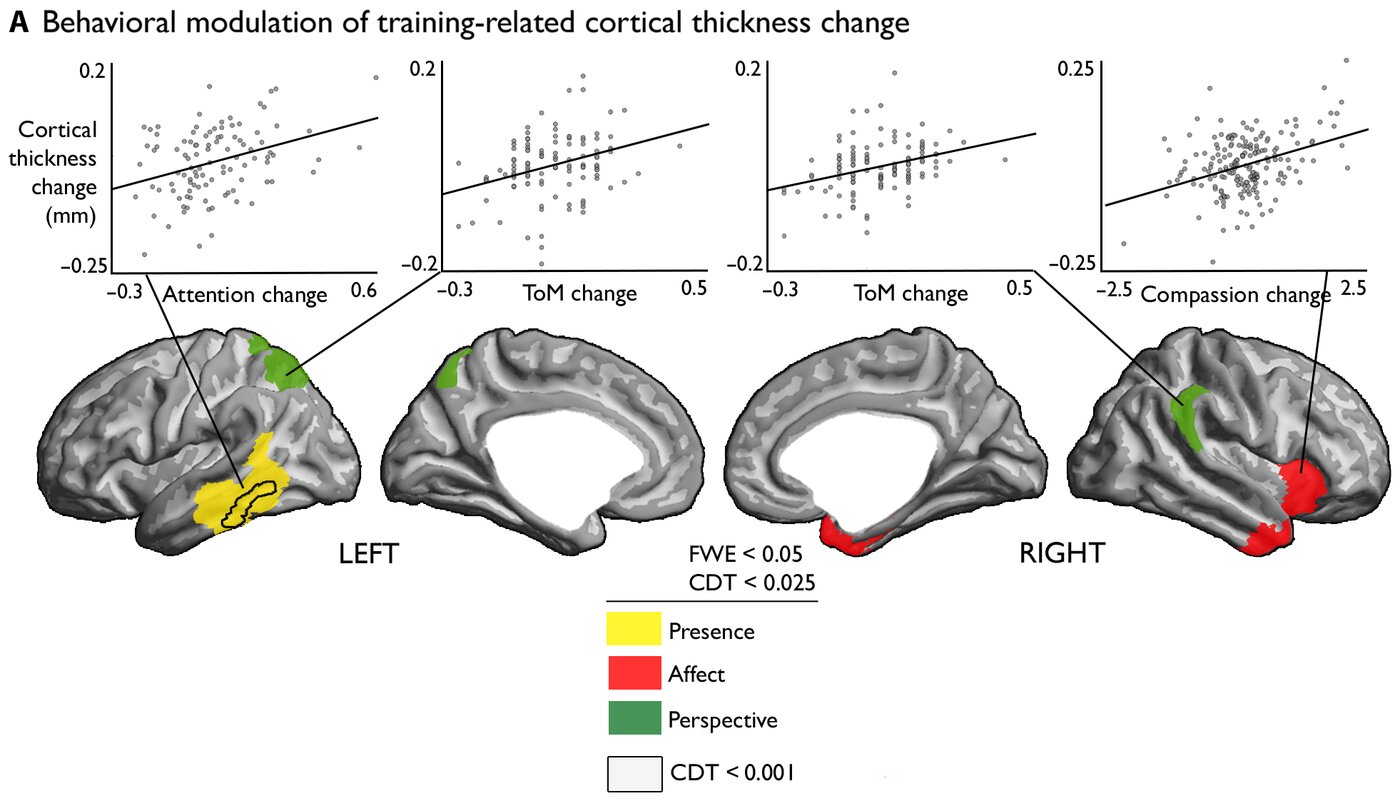 A Behavioral modulation of training-related cortical thickness change
Cortical
thickness
change
(mm)
0.2
−0.25
−0.3
Attention change
0.6
0.2
−0.2
−0.3
ToM change
0.5
0.2
−0.2
−0.3
ToM change
0.5
0.25
−0.25
−2.5
Compassion change
2.5
LEFT
RIGHT
FWE < 0.05
CDT < 0.025
Presence
Affect
Perspective
CDT < 0.001